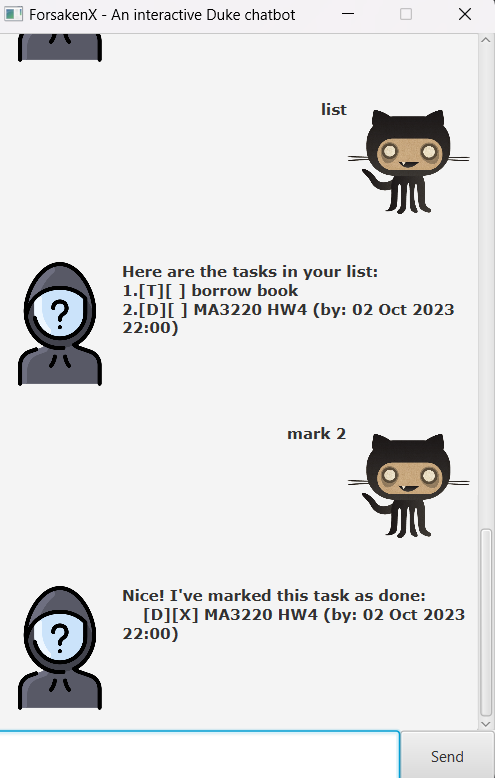 ForsakenX - An interactive Duke chatbot
list
?
Here are the tasks in your list:
1.[T][ ] borrow book
2.[D][ ] MA3220 HW4 (by: 02 Oct 2023
22:00)
mark 2
?
Nice! I've marked this task as done:
[D][X] MA3220 HW4 (by: 02 Oct 2023
22:00)
Send